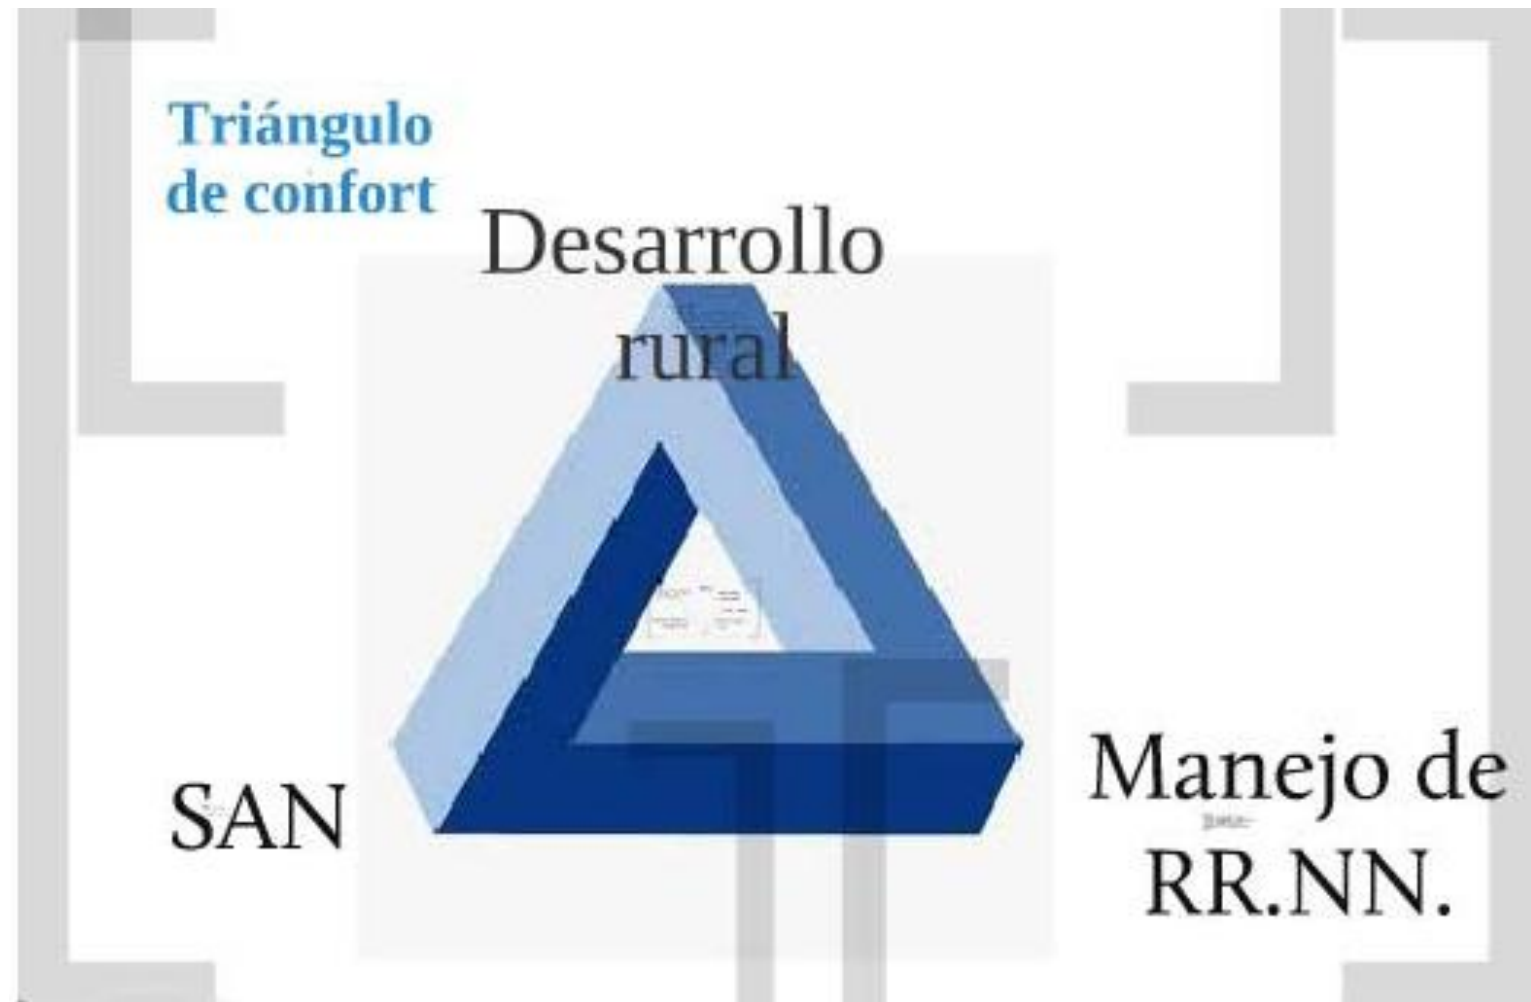 Triángulo
de confort
Desarrollo
rural
SAN
Manejo de
RR.NN.